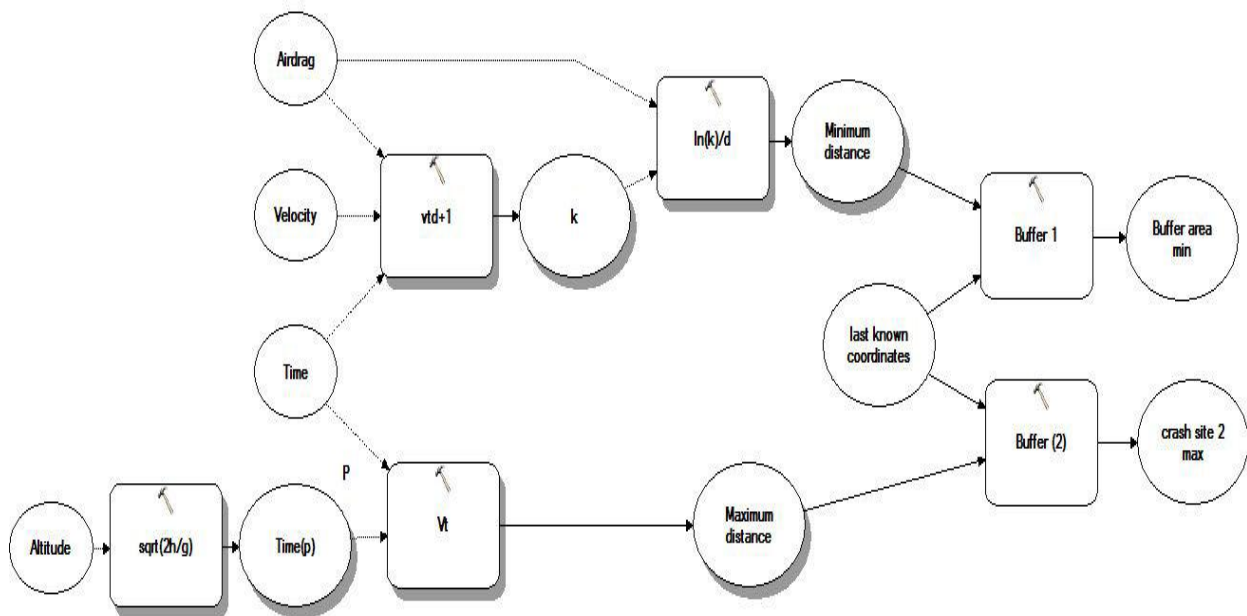 Airdrag
ln(k)/d
Minimum
distance
Velocity
vtd+1
k
Buffer 1
Buffer area
min
last known
coordinates
Time
Buffer (2)
crash site 2
max
P
Vt
Maximum
distance
Altitude
sqrt(2h/g)
Time(p)